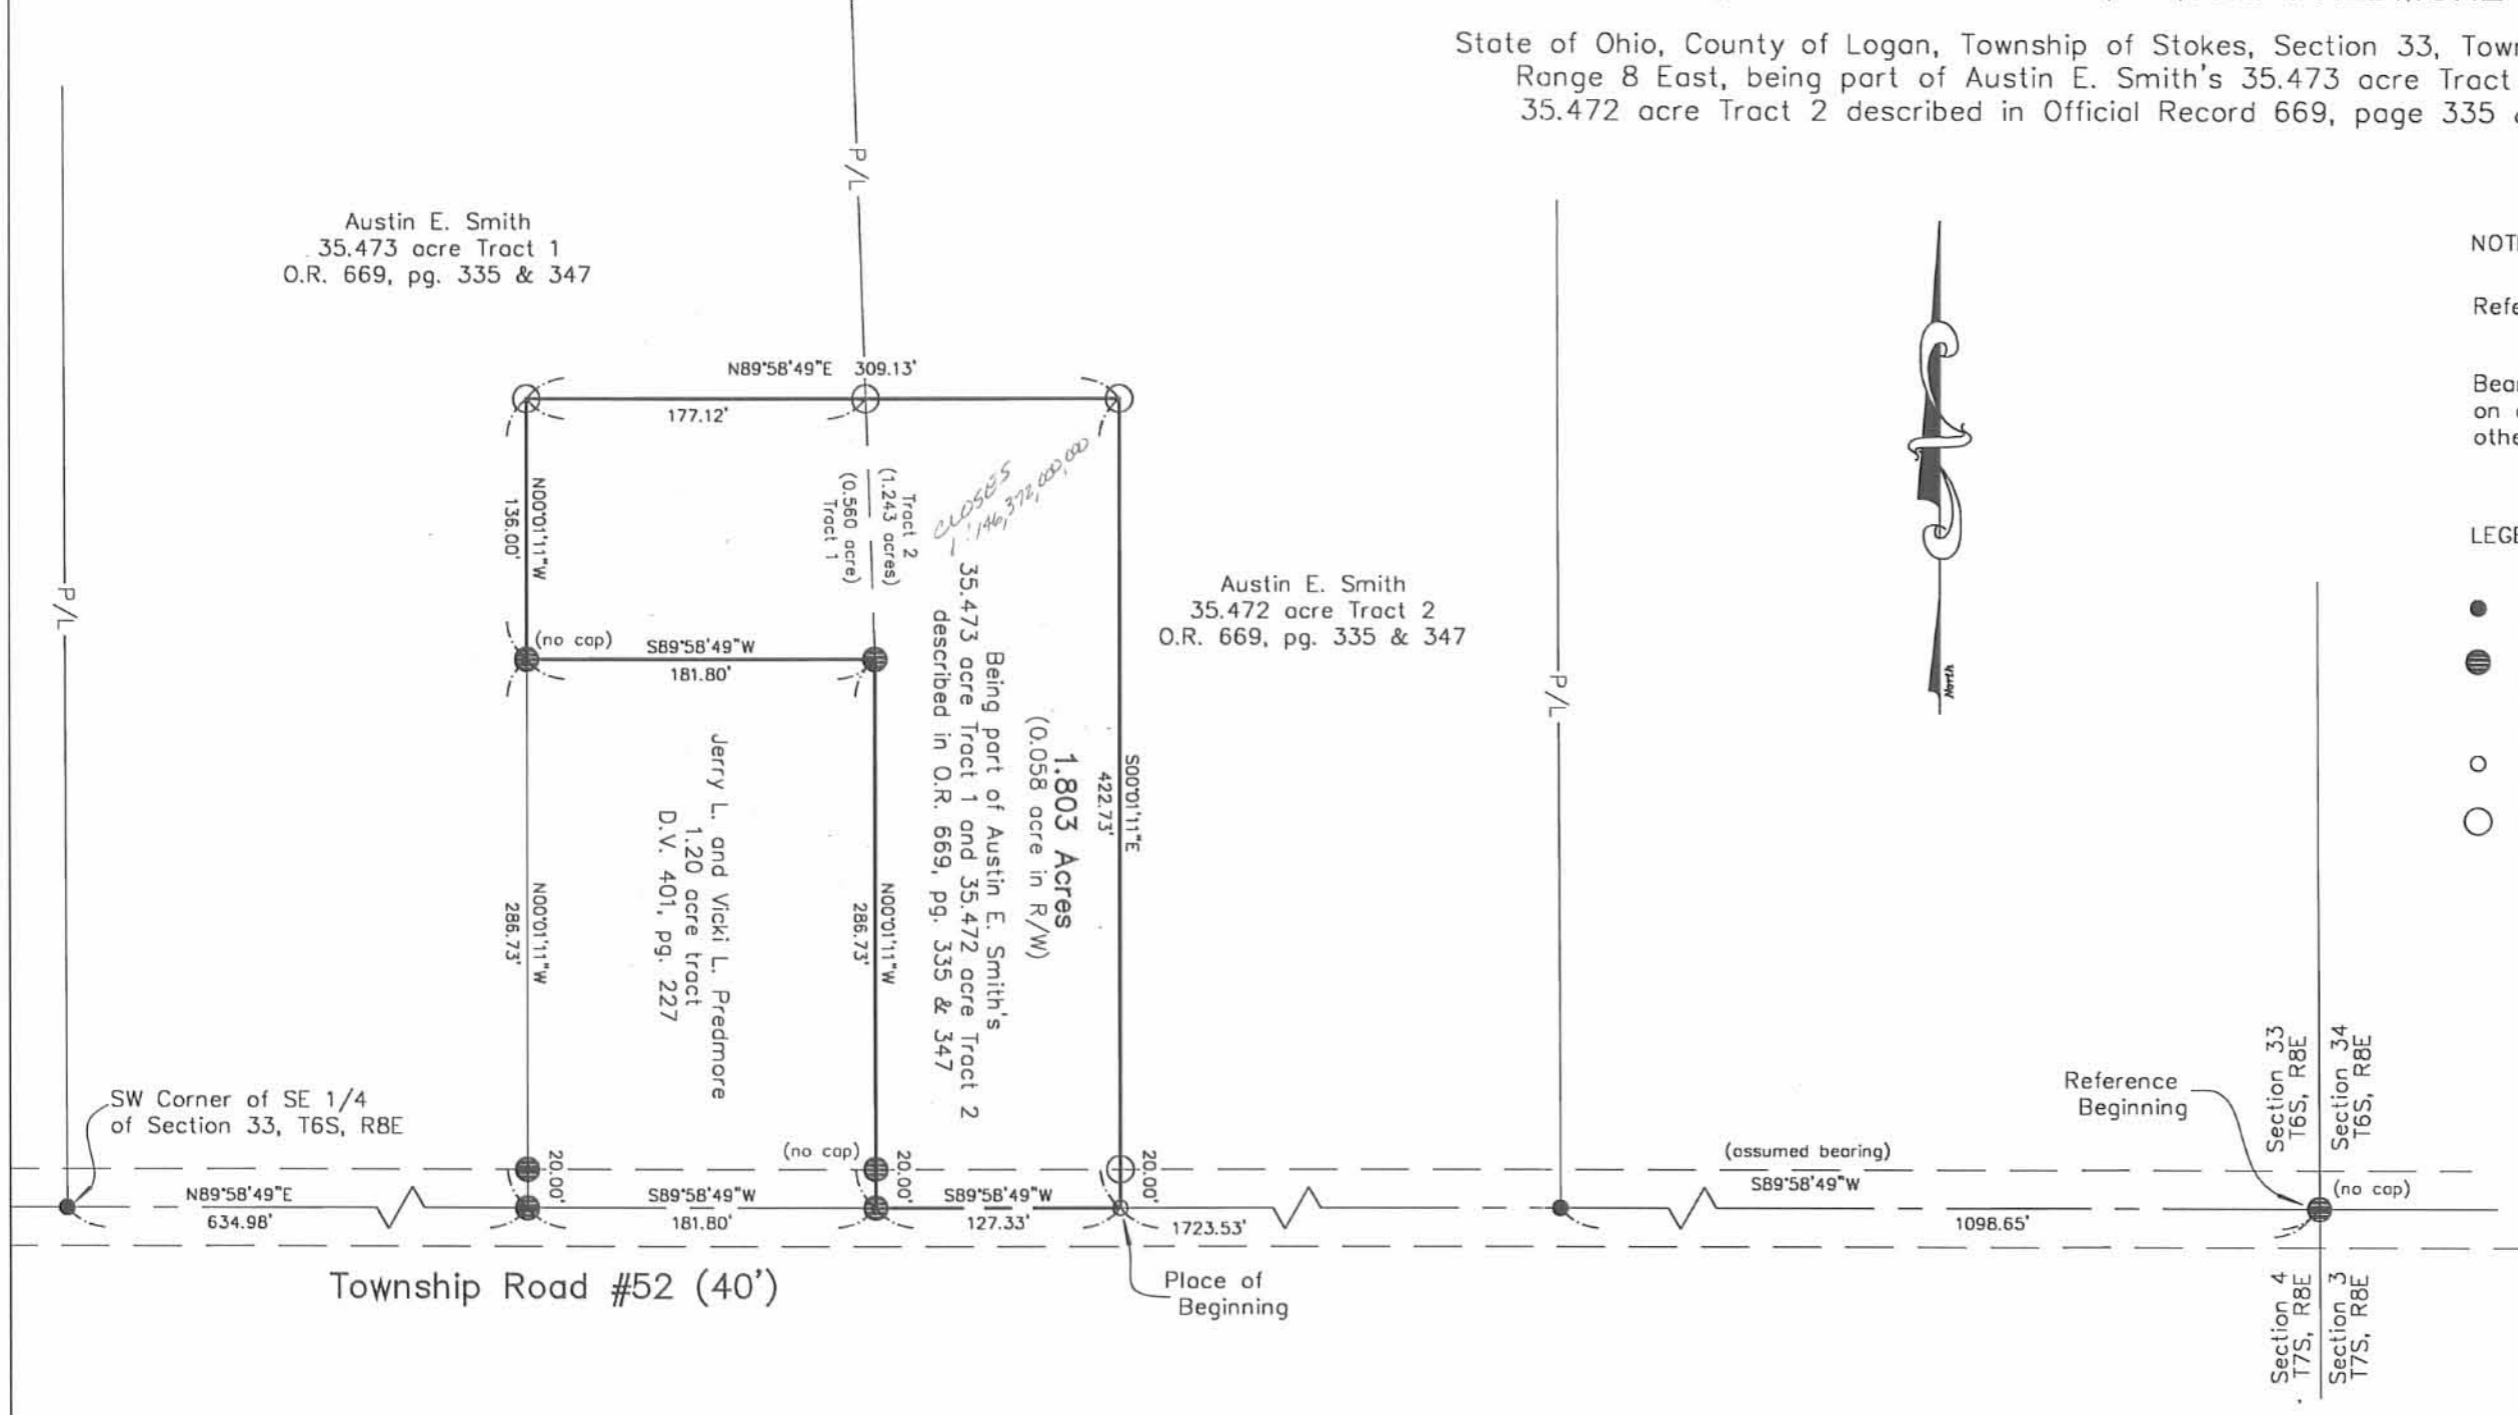 State of Ohio, County of Logan, Township of Stokes, Section 33,
Range 8 East, being part of Austin E. Smith's 35.473 acre Tract
35.472 acre Tract 2 described in Official Record 669, page 335
P/L
Austin E. Smith
35.473 acre Tract 1
O.R. 669, pg. 335 & 347
N89°58'49"E 309.13'
177.12'
N00°01'11"W
136.00'
Tract 2
(1.243 acres)
(0.560 acre)
Tract 1
CLOSES
1:146,372,000,000
P/L
(no cap)
S89°58'49"W
181.80'
Austin E. Smith
35.472 acre Tract 2
O.R. 669, pg. 335 & 347
P/L
North
LEGE
on
Jerry L. and Vicki L. Predmore
1.20 acre tract
D.V. 401, pg. 227
N00°01'11"W
286.73'
N00°01'11"W
286.73'
Being part of Austin E. Smith's
35.473 acre Tract 1 and 35.472 acre Tract 2
described in O.R. 669, pg. 335 & 347
1.803 Acres
(0.058 acre in R/W)
S00°01'11"E
422.73'
SW Corner of SE 1/4
of Section 33, T6S, R8E
20.00'
(no cap)
20.00'
20.00'
(assumed bearing)
Reference
Beginning
Section 33
T6S, R8E
Section 34
T6S, R8E
(no cap)
N89°58'49"E
634.98'
S89°58'49"W
181.80'
S89°58'49"W
127.33'
1723.53'
S89°58'49"W
1098.65'
Township Road #52 (40')
Place of
Beginning
Section 4
T7S, R8E
Section 3
T7S, R8E